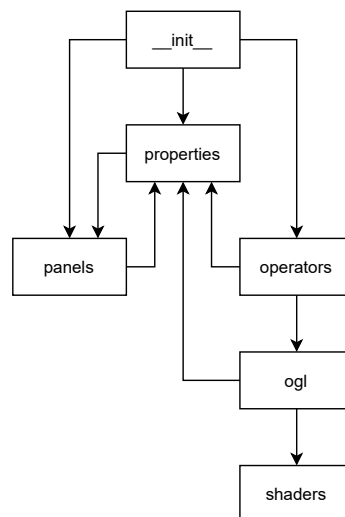 __init__
properties
panels
operators
ogl
shaders